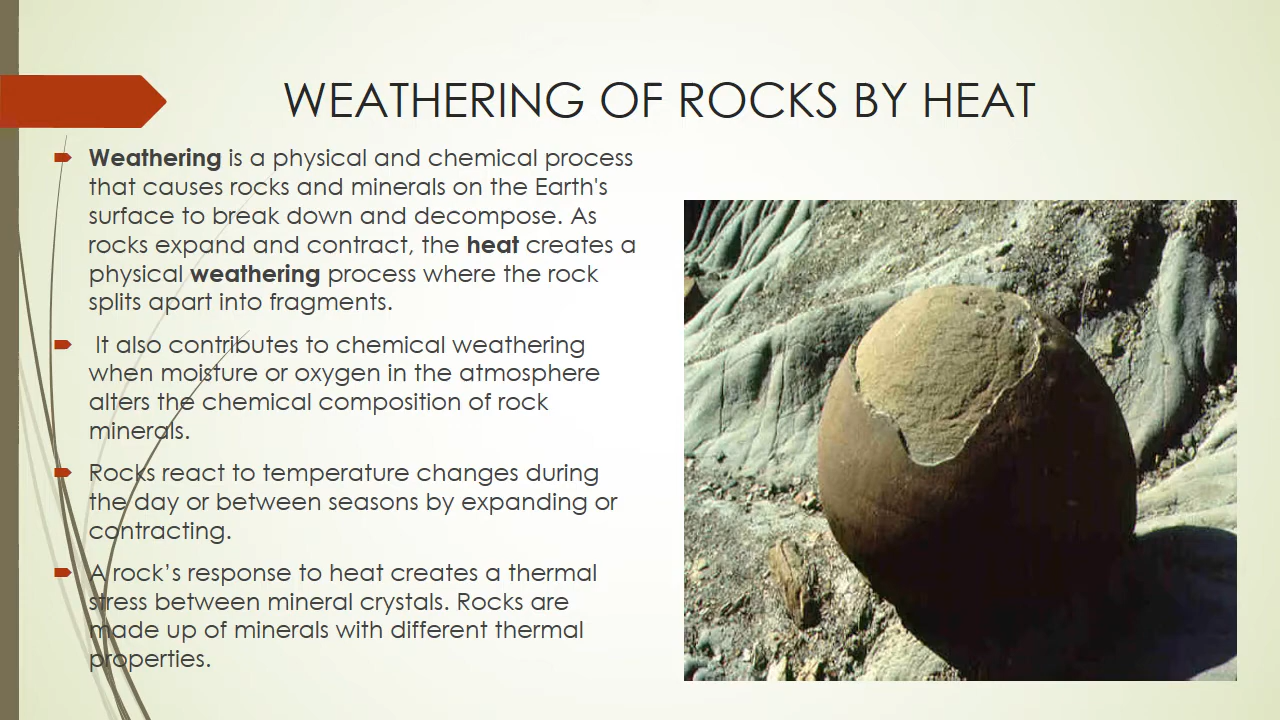 WEATHERING OF ROCKS BY HEAT
Weathering is a physical and chemical process
that causes rocks and minerals on the Earth's
surface to break down and decompose. As
rocks expand and contract, the heat creates a
physical weathering process where the rock
splits apart into fragments.
It also contributes to chemical weathering
when moisture or oxygen in the atmosphere
alters the chemical composition of rock
minerals.
Rocks react to temperature changes during
the day or between seasons by expanding or
contracting.
A rock’s response to heat creates a thermal
stress between mineral crystals. Rocks are
made up of minerals with different thermal
properties.